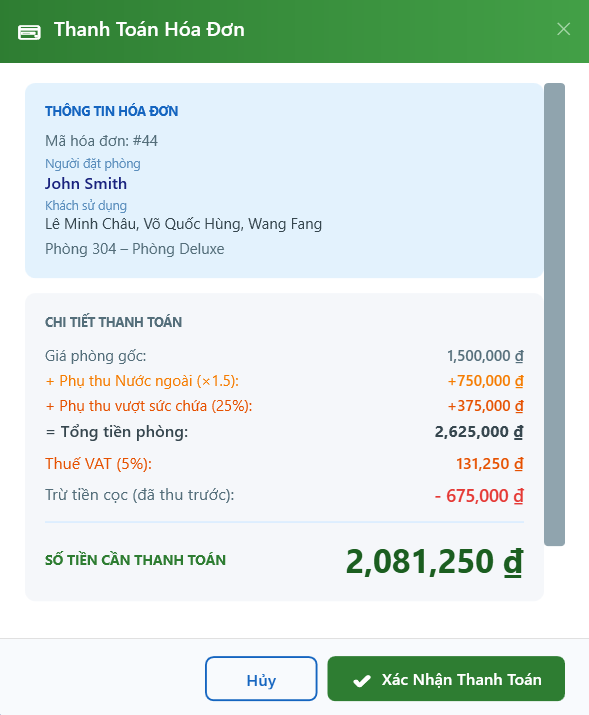 Thanh Toán Hóa Đơn
THÔNG TIN HÓA ĐƠN
Mã hóa đơn: #44
Người đặt phòng
John Smith
Khách sử dụng
Lê Minh Châu, Võ Quốc Hùng, Wang Fang
Phòng 304 – Phòng Deluxe
CHI TIẾT THANH TOÁN
Giá phòng gốc: 1,500,000 ₫
+ Phụ thu Nước ngoài (×1.5): +750,000 ₫
+ Phụ thu vượt sức chứa (25%): +375,000 ₫
= Tổng tiền phòng: 2,625,000 ₫
Thuế VAT (5%): 131,250 ₫
Trừ tiền cọc (đã thu trước): - 675,000 ₫
SỐ TIỀN CẦN THANH TOÁN 2,081,250 ₫
Hủy Xác Nhận Thanh Toán